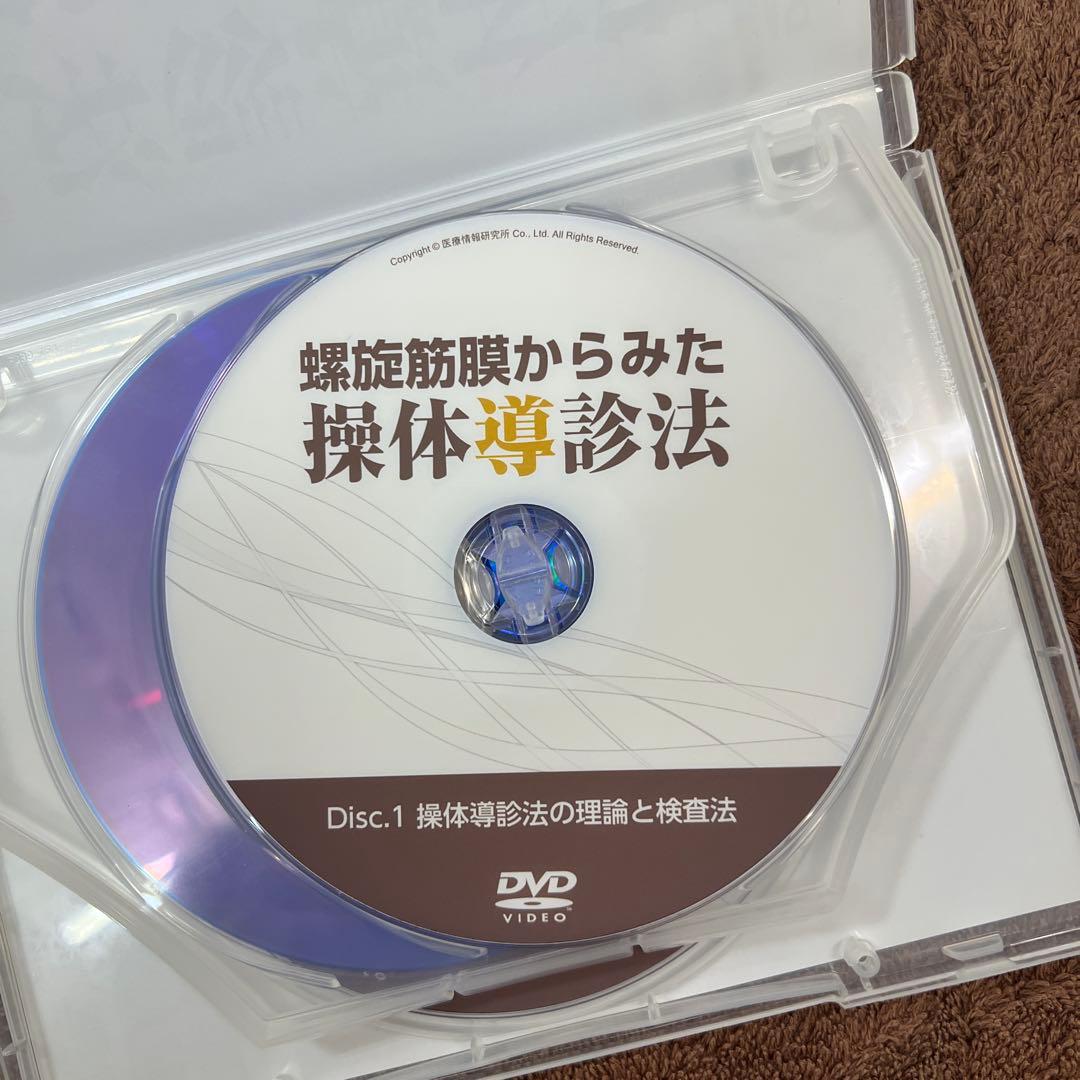 Copyright © 医療情報研究所 Co., Ltd. All Rights Reserved.
螺旋筋膜からみた
操体導診法
Disc.1 操体導診法の理論と検査法
DVD
VIDEO